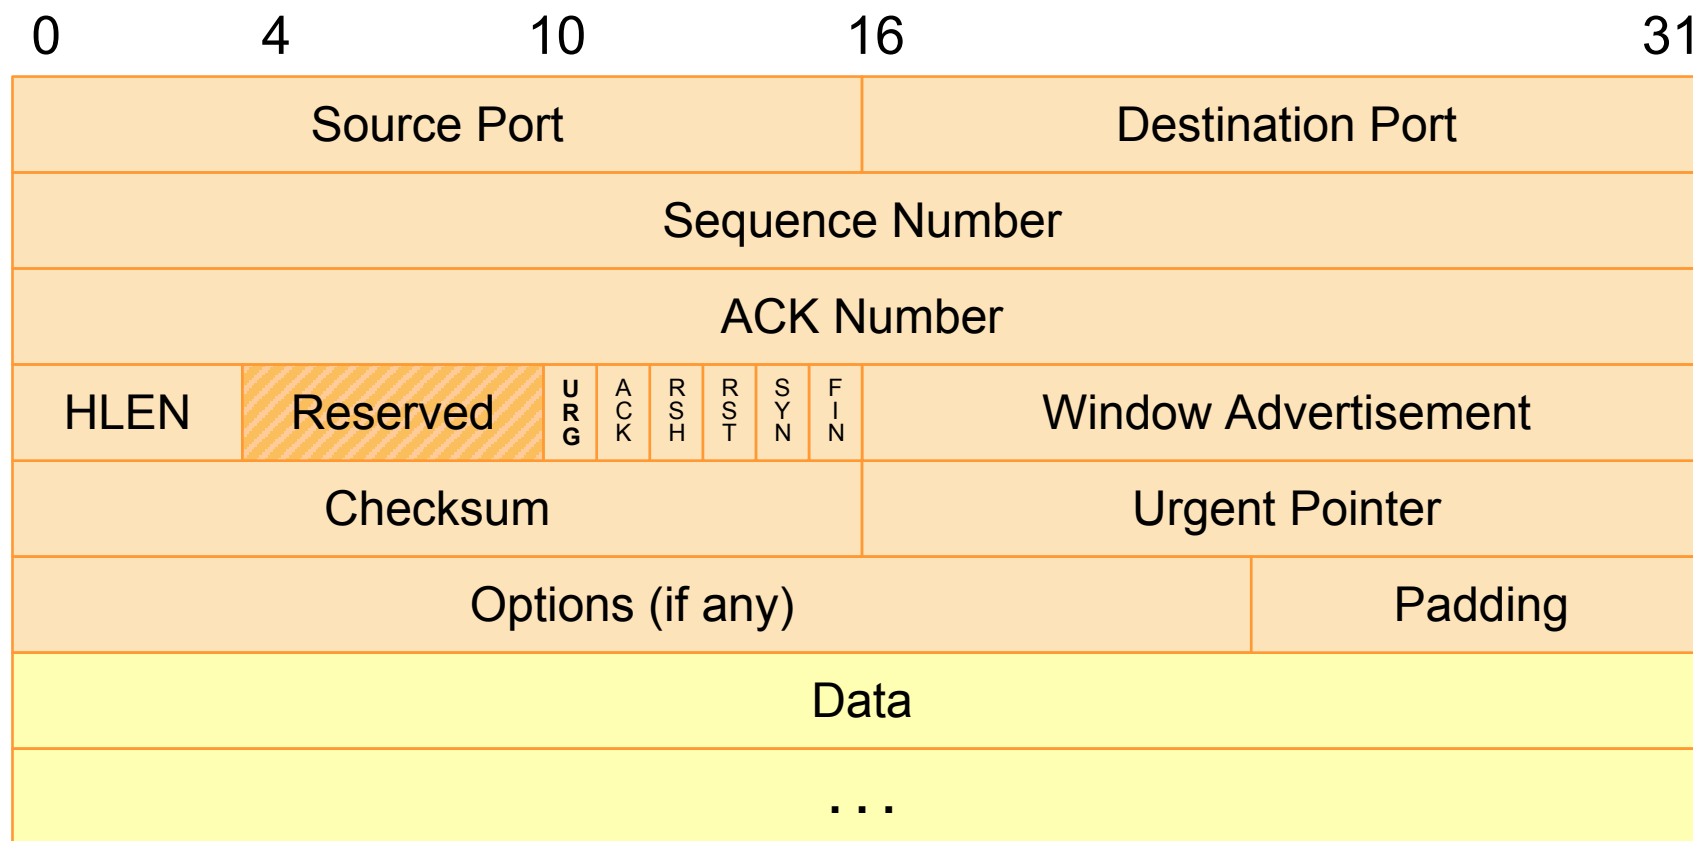 0 4 10 16 31
Source Port Destination Port
Sequence Number
ACK Number
HLEN Reserved URG ACK RSH RST SYN FIN Window Advertisement
Checksum Urgent Pointer
Options (if any) Padding
Data
...